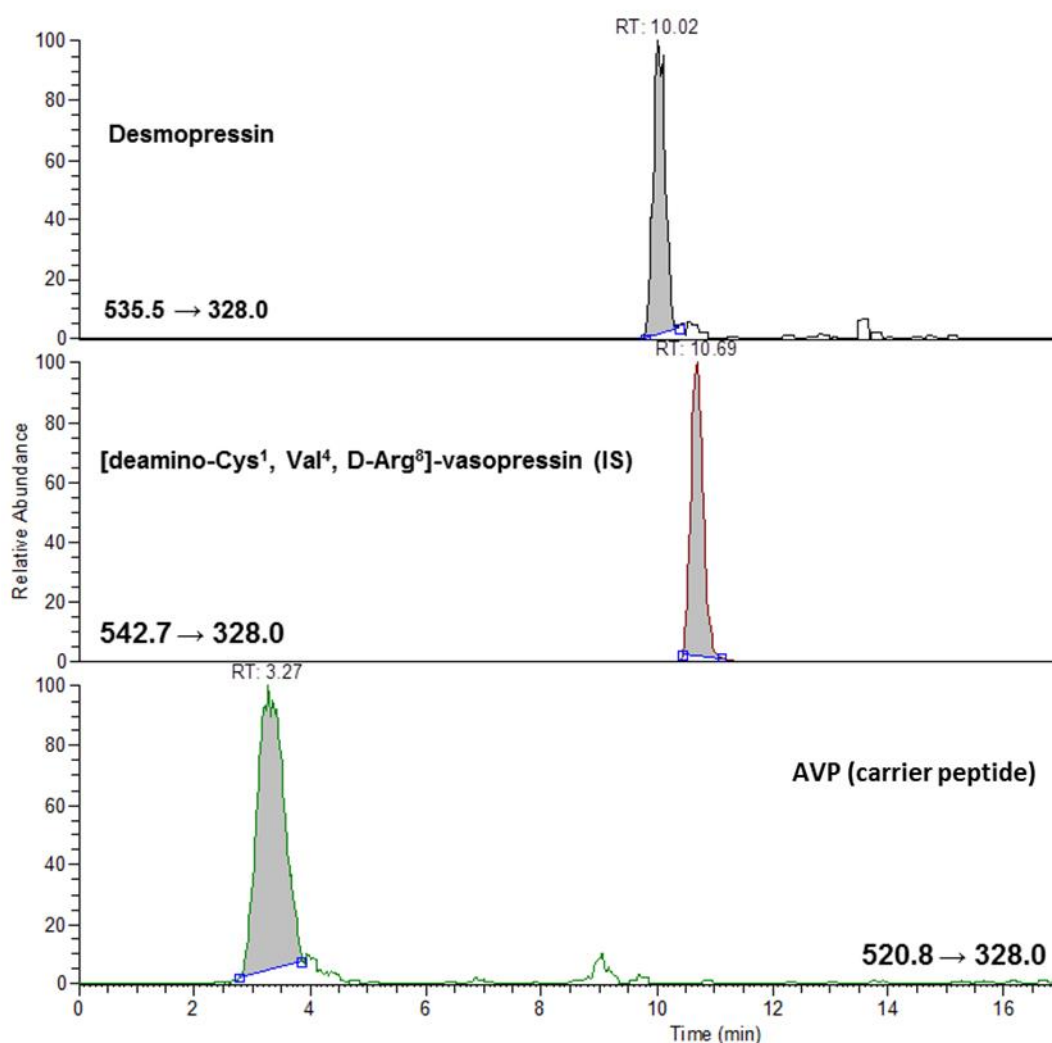 RT: 10.02
100
80
60
40
20
0
Desmopressin
535.5 → 328.0
RT: 10.69
100
80
60
40
20
0
[deamino-Cys¹, Val⁴, D-Arg⁸]-vasopressin (IS)
542.7 → 328.0
Relative Abundance
RT: 3.27
100
80
60
40
20
0
AVP (carrier peptide)
520.8 → 328.0
0 2 4 6 8 10 12 14 16
Time (min)